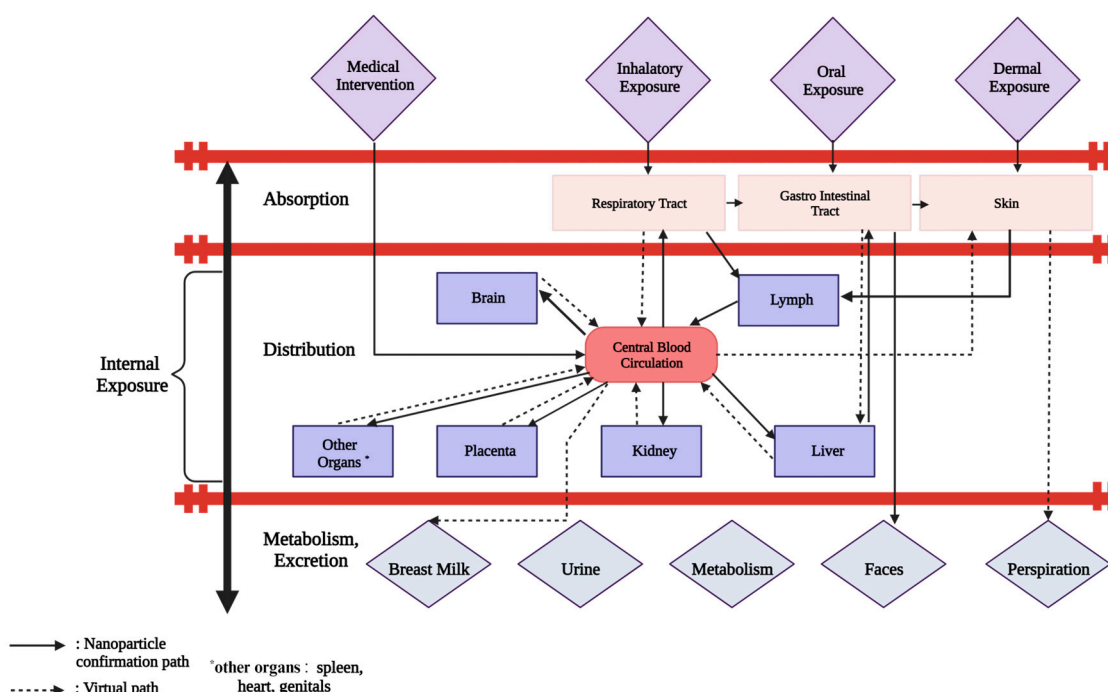 Medical
Intervention
Inhalatory
Exposure
Oral
Exposure
Dermal
Exposure
Absorption
Respiratory Tract
Gastro Intestinal
Tract
Skin
Brain
Lymph
Internal
Exposure
Distribution
Central Blood
Circulation
Other
Organs *
Placenta
Kidney
Liver
Metabolism,
Excretion
Breast Milk
Urine
Metabolism
Faces
Perspiration
: Nanoparticle
confirmation path
*other organs : spleen,
heart, genitals
: Virtual path